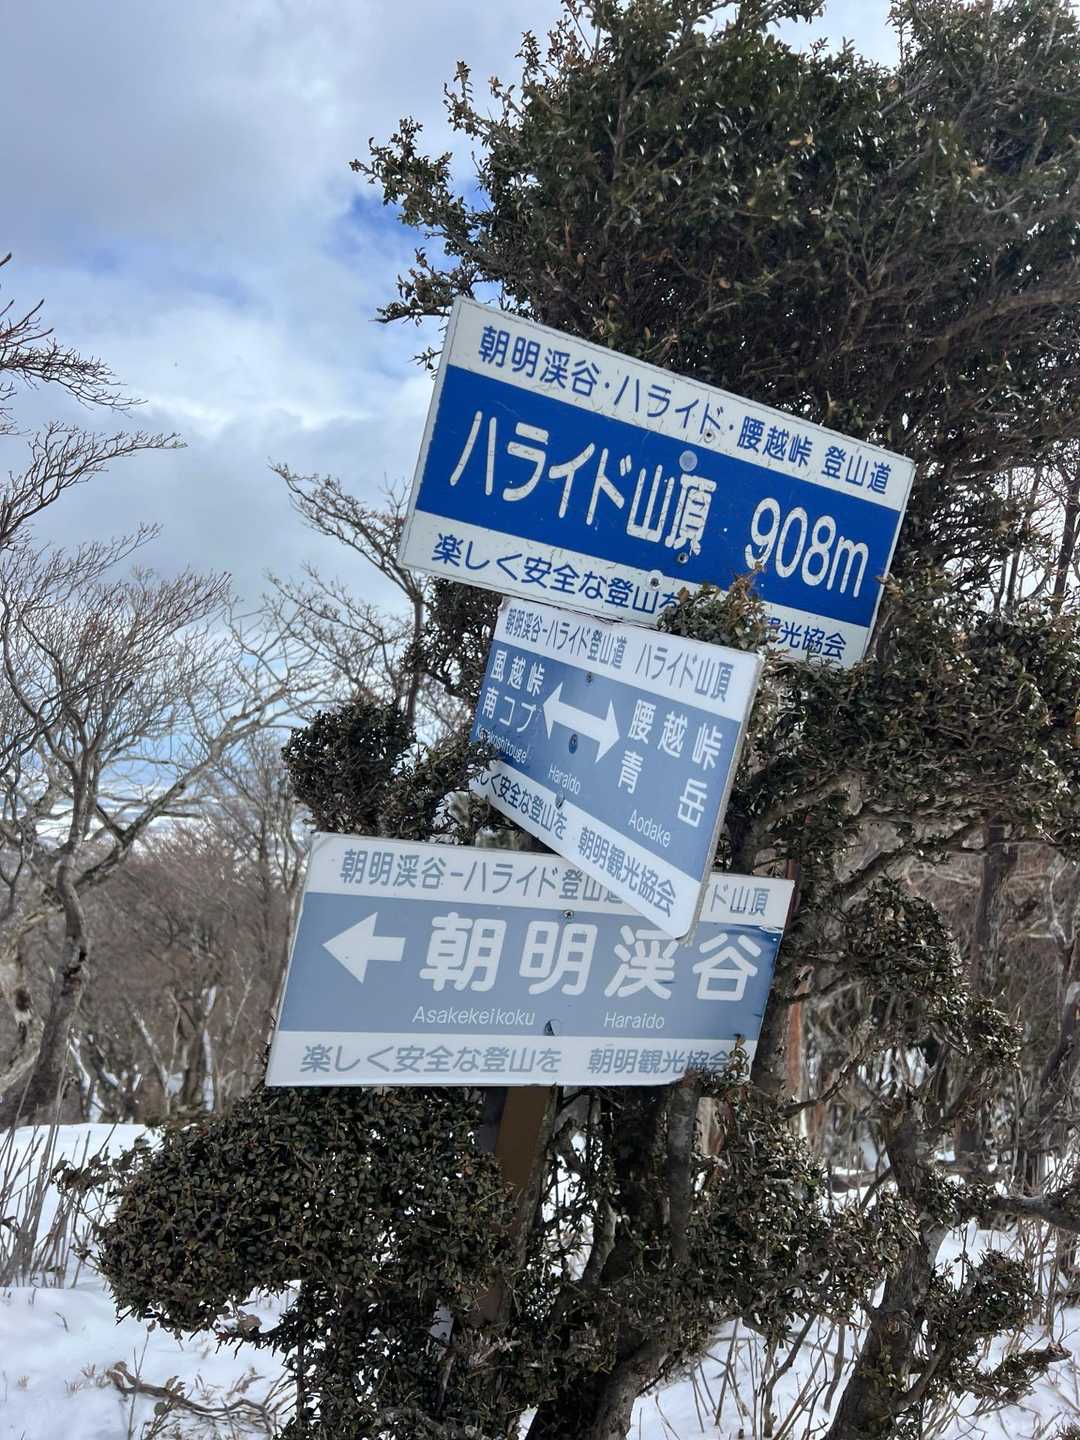 朝明渓谷・ハライド・腰越峠 登山道
ハライド山頂 908m
楽しく安全な登山を 観光協会
朝明渓谷-ハライド登山道 ハライド山頂
風越峠
南コブ
腰越峠
青岳
Haraido
Aodake
楽しく安全な登山を 朝明観光協会
朝明渓谷-ハライド登山道 ド山頂
朝明渓谷
Asakekeikoku Haraido
楽しく安全な登山を 朝明観光協会